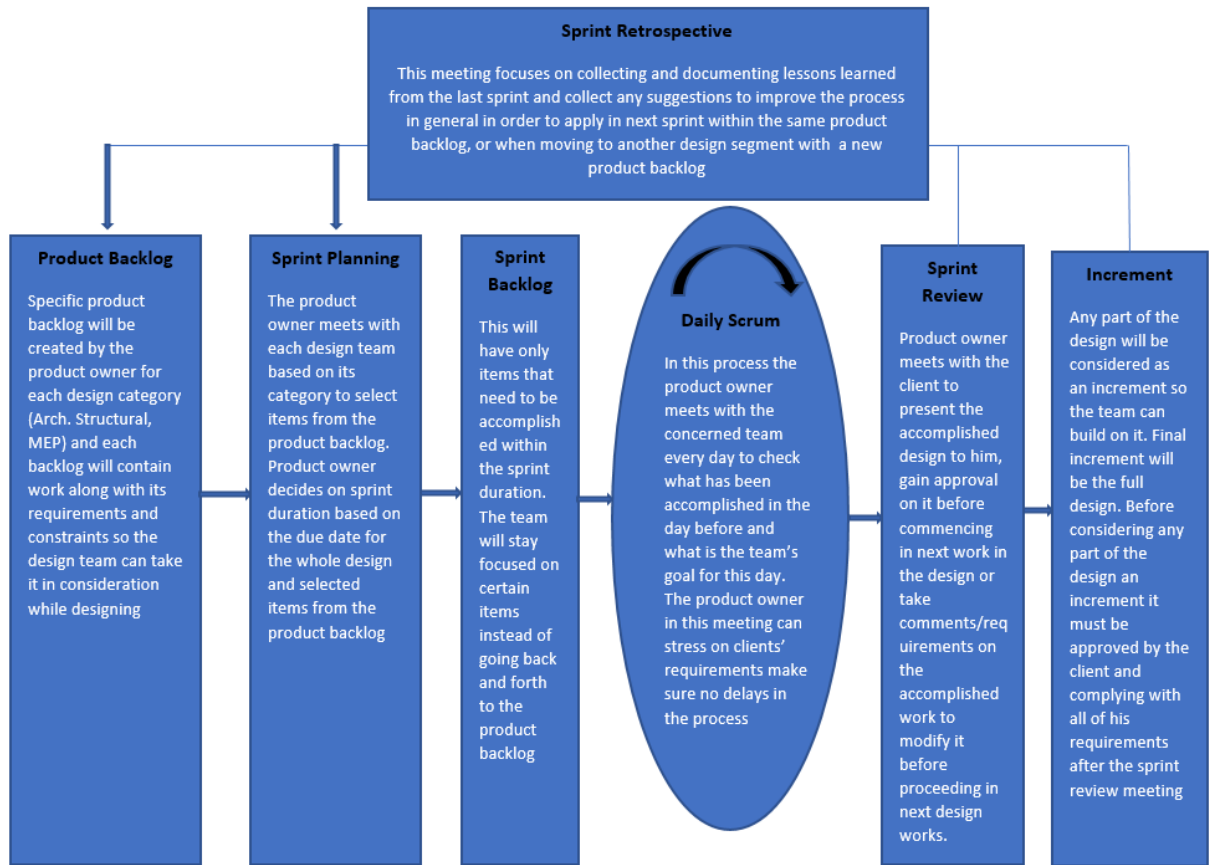 Sprint Retrospective
This meeting focuses on collecting and documenting lessons learned
from the last sprint and collect any suggestions to improve the process
in general in order to apply in next sprint within the same product
backlog, or when moving to another design segment with a new
product backlog
Product Backlog
Specific product
backlog will be
created by the
product owner for
each design category
(Arch. Structural,
MEP) and each
backlog will contain
work along with its
requirements and
constraints so the
design team can take
it in consideration
while designing
Sprint Planning
The product
owner meets with
each design team
based on its
category to select
items from the
product backlog.
Product owner
decides on sprint
duration based on
the due date for
the whole design
and selected
items from the
product backlog
Sprint
Backlog
This will
have only
items that
need to be
accomplish
ed within
the sprint
duration.
The team
will stay
focused on
certain
items
instead of
going back
and forth
to the
product
backlog
Daily Scrum
In this process the
product owner
meets with the
concerned team
every day to check
what has been
accomplished in the
day before and
what is the team's
goal for this day.
The product owner
in this meeting can
stress on clients'
requirements make
sure no delays in
the process
Sprint
Review
Product owner
meets with the
client to
present the
accomplished
design to him,
gain approval
on it before
commencing
in next work in
the design or
take
comments/req
uirements on
the
accomplished
work to
modify it
before
proceeding in
next design
works.
Increment
Any part of the
design will be
considered as
an increment so
the team can
build on it. Final
increment will
be the full
design. Before
considering any
part of the
design an
increment it
must be
approved by the
client and
complying with
all of his
requirements
after the sprint
review meeting